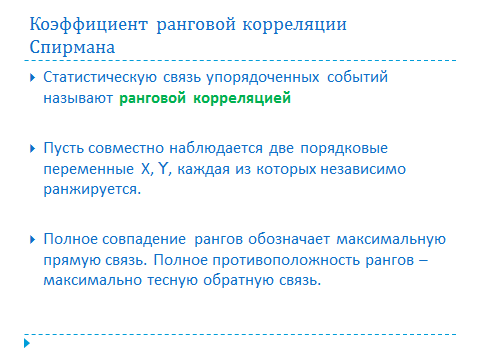 Коэффициент ранговой корреляции
Спирмана
Статистическую связь упорядоченных событий
называют ранговой корреляцией
Пусть совместно наблюдается две порядковые
переменные X, Y, каждая из которых независимо
ранжируется.
Полное совпадение рангов обозначает максимальную
прямую связь. Полное противоположность рангов –
максимально тесную обратную связь.